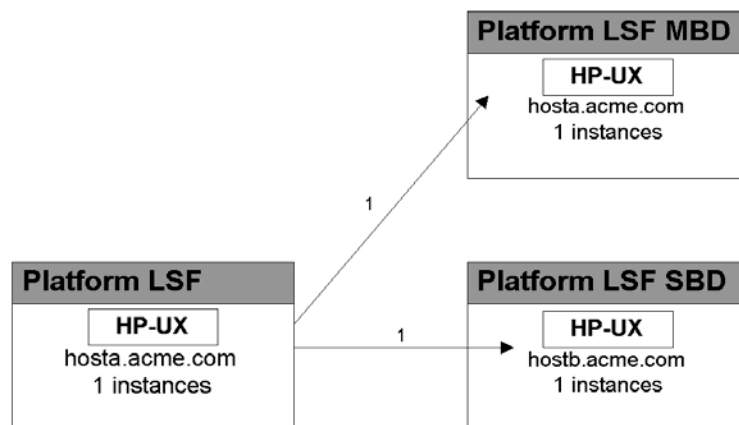 Platform LSF MBD
HP-UX
hosta.acme.com
1 instances
1
Platform LSF
HP-UX
hosta.acme.com
1 instances
1
Platform LSF SBD
HP-UX
hostb.acme.com
1 instances